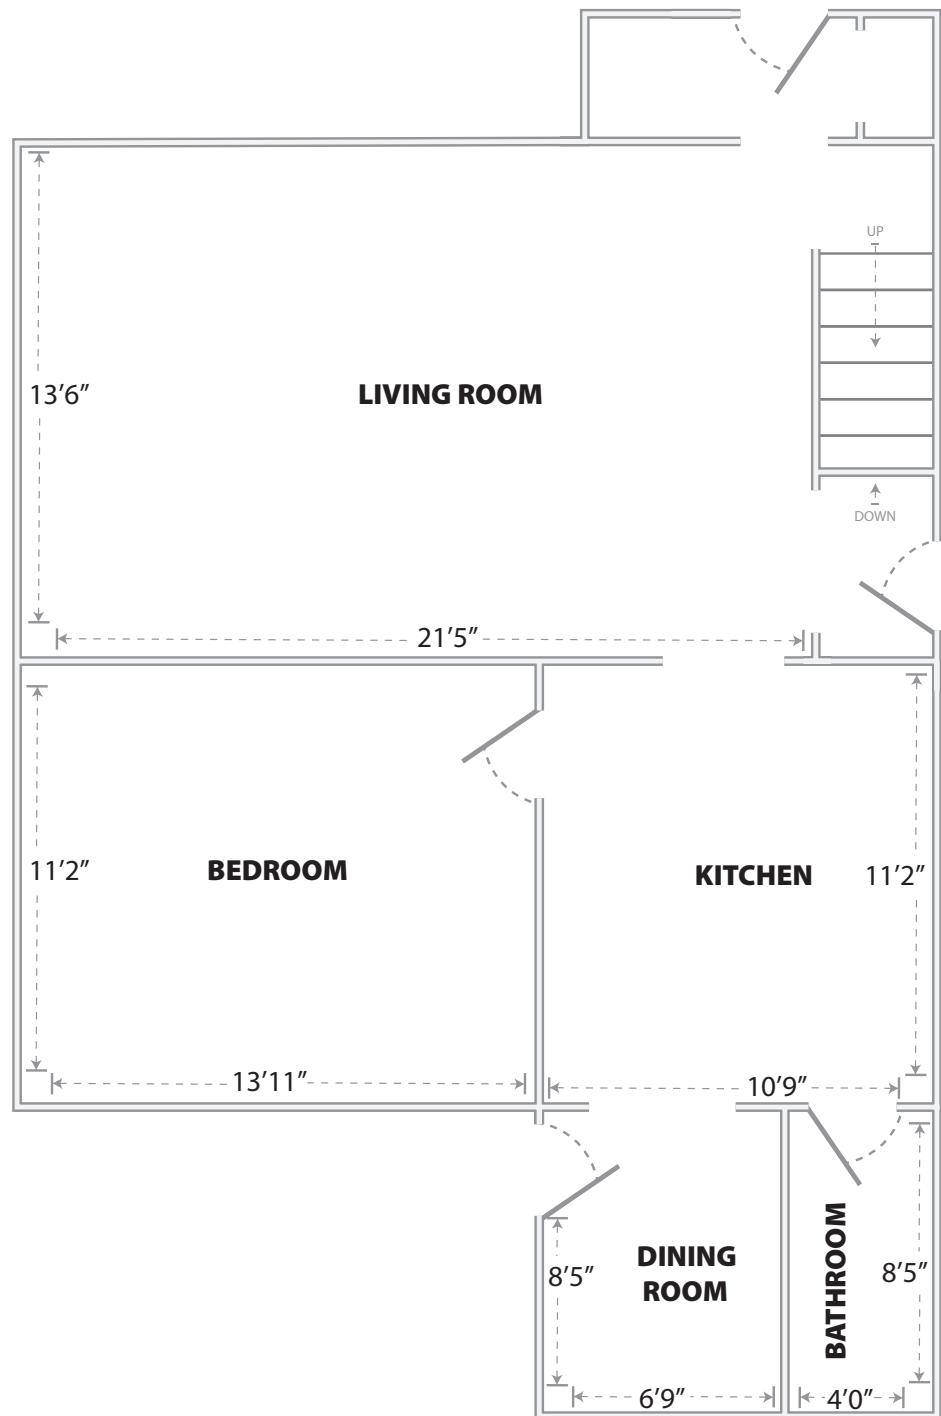 UP
13’6”
LIVING ROOM
DOWN
21’5”
11’2”
BEDROOM
KITCHEN
11’2”
13’11”
10’9”
8’5”
DINING
ROOM
BATHROOM
8’5”
6’9”
4’0”